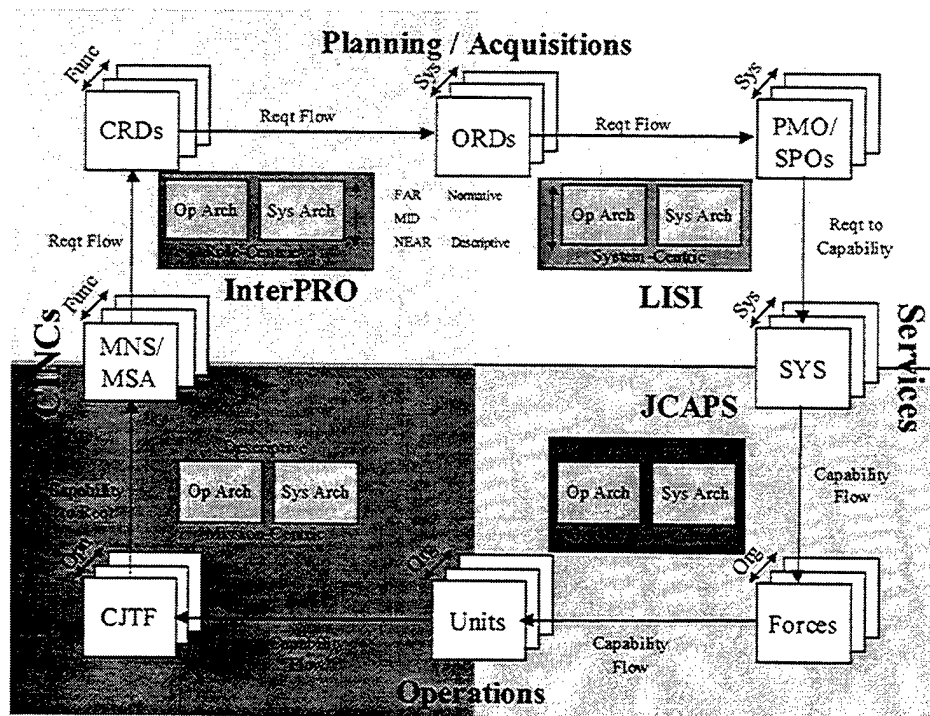 Planning / Acquisitions
Func
Sys
Sys
CRDs
Reqt Flow
ORDs
Reqt Flow
PMO/
SPOs
Op Arch
Sys Arch
FAR
Normative
MID
NEAR
Descriptive
Op Arch
Sys Arch
System-Centric
Reqt Flow
Reqt to
Capability
InterPRO
LISI
Func
Sys
CINCs
MNS/
MSA
SYS
Services
JCAPS
Op Arch
Sys Arch
Mission-Centric
Op Arch
Sys Arch
Capability
Capability
Flow
Org
Org
Org
CJTF
Units
Forces
Capability
Flow
Operations